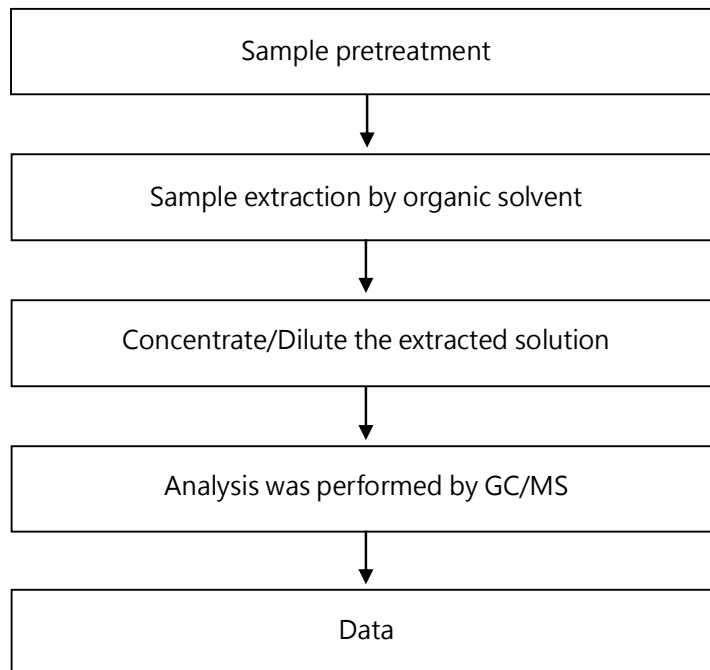 Sample pretreatment
Sample extraction by organic solvent
Concentrate/Dilute the extracted solution
Analysis was performed by GC/MS
Data